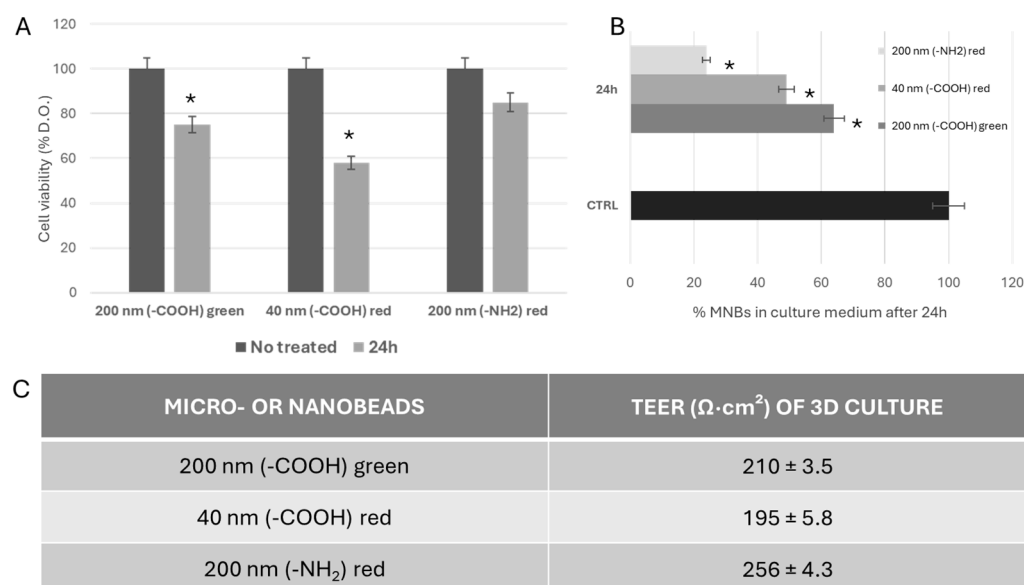 A
120
100
80
60
40
20
0
Cell viability (% D.O.)
*
*
200 nm (-COOH) green
40 nm (-COOH) red
200 nm (-NH2) red
No treated
24h
B
200 nm (-NH2) red
40 nm (-COOH) red
200 nm (-COOH) green
24h
*
*
*
CTRL
0 20 40 60 80 100 120
% MNBs in culture medium after 24h
C
MICRO- OR NANOBEADS TEER (Ω·cm²) OF 3D CULTURE
200 nm (-COOH) green 210 ± 3.5
40 nm (-COOH) red 195 ± 5.8
200 nm (-NH₂) red 256 ± 4.3